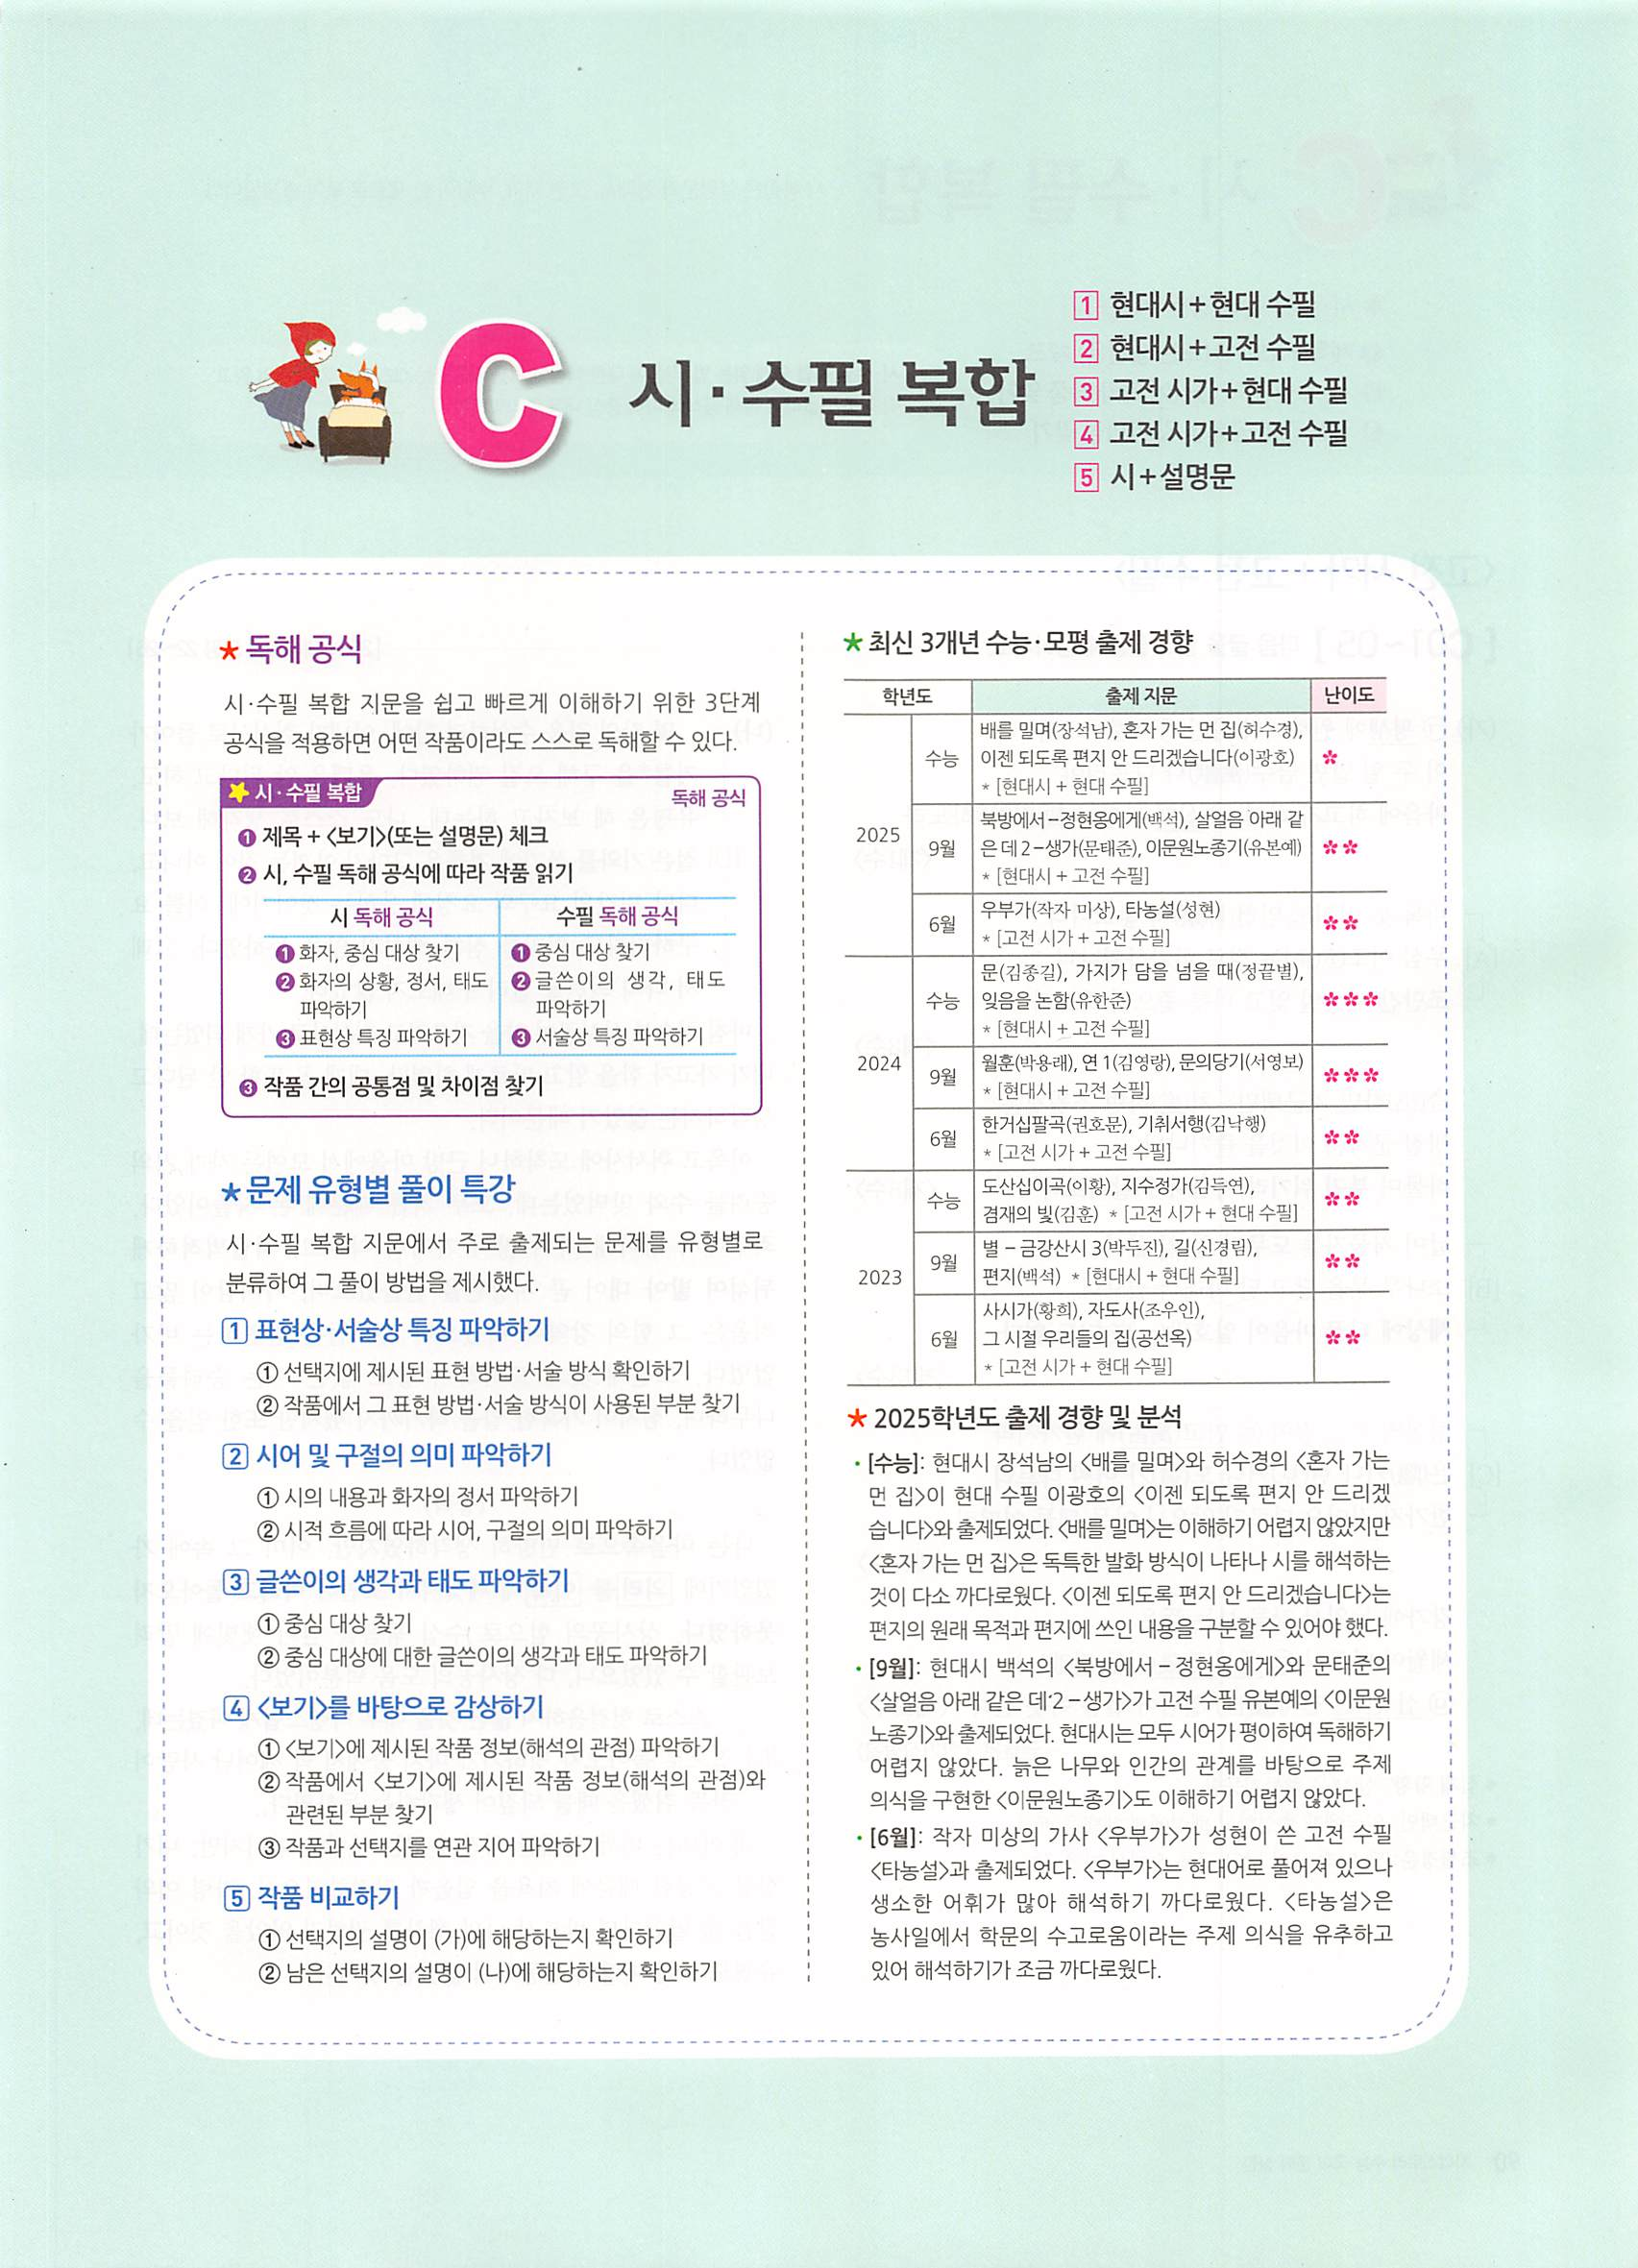 C 시·수필 복합
1 현대시+현대 수필
2 현대시+고전 수필
3 고전 시가+현대 수필
4 고전 시가+고전 수필
5 시+설명문
★ 독해 공식
시·수필 복합 지문을 쉽고 빠르게 이해하기 위한 3단계
공식을 적용하면 어떤 작품이라도 스스로 독해할 수 있다.
★ 시·수필 복합 독해 공식
❶ 제목 + <보기>(또는 설명문) 체크
❷ 시, 수필 독해 공식에 따라 작품 읽기
시 독해 공식
❶ 화자, 중심 대상 찾기
❷ 화자의 상황, 정서, 태도
파악하기
❸ 표현상 특징 파악하기
수필 독해 공식
❶ 중심 대상 찾기
❷ 글쓴이의 생각, 태도
파악하기
❸ 서술상 특징 파악하기
❸ 작품 간의 공통점 및 차이점 찾기
★ 문제 유형별 풀이 특강
시·수필 복합 지문에서 주로 출제되는 문제를 유형별로
분류하여 그 풀이 방법을 제시했다.
1 표현상·서술상 특징 파악하기
① 선택지에 제시된 표현 방법·서술 방식 확인하기
② 작품에서 그 표현 방법·서술 방식이 사용된 부분 찾기
2 시어 및 구절의 의미 파악하기
① 시의 내용과 화자의 정서 파악하기
② 시적 흐름에 따라 시어, 구절의 의미 파악하기
3 글쓴이의 생각과 태도 파악하기
① 중심 대상 찾기
② 중심 대상에 대한 글쓴이의 생각과 태도 파악하기
4 <보기>를 바탕으로 감상하기
① <보기>에 제시된 작품 정보(해석의 관점) 파악하기
② 작품에서 <보기>에 제시된 작품 정보(해석의 관점)와
관련된 부분 찾기
③ 작품과 선택지를 연관 지어 파악하기
5 작품 비교하기
① 선택지의 설명이 (가)에 해당하는지 확인하기
② 남은 선택지의 설명이 (나)에 해당하는지 확인하기
★ 최신 3개년 수능·모평 출제 경향
학년도 출제 지문 난이도
2025
수능
배를 밀며(장석남), 혼자 가는 먼 집(허수경),
이젠 되도록 편지 안 드리겠습니다(이광호)
* [현대시 + 현대 수필]
*
9월
북방에서-정현웅에게(백석), 살얼음 아래 같
은 데 2-생가(문태준), 이문원노종기(유본예)
* [현대시 + 고전 수필]
**
6월
우부가(작자 미상), 타농설(성현)
* [고전 시가 + 고전 수필]
**
2024
수능
문(김종길), 가지가 담을 넘을 때(정끝별),
잊음을 논함(유한준)
* [현대시 + 고전 수필]
***
9월
월훈(박용래), 연 1(김영랑), 문의당기(서영보)
* [현대시 + 고전 수필]
***
6월
한거십팔곡(권호문), 기취서행(김낙행)
* [고전 시가 + 고전 수필]
**
2023
수능
도산십이곡(이황), 지수정가(김득연),
겸재의 빛(김훈) * [고전 시가 + 현대 수필]
**
9월
별 - 금강산시 3(박두진), 길(신경림),
편지(백석) * [현대시 + 현대 수필]
**
6월
사시가(황희), 자도사(조우인),
그 시절 우리들의 집(공선옥)
* [고전 시가 + 현대 수필]
**
★ 2025학년도 출제 경향 및 분석
• [수능]: 현대시 장석남의 <배를 밀며>와 허수경의 <혼자 가는
먼 집>이 현대 수필 이광호의 <이젠 되도록 편지 안 드리겠
습니다>와 출제되었다. <배를 밀며>는 이해하기 어렵지 않았지만
<혼자 가는 먼 집>은 독특한 발화 방식이 나타나 시를 해석하는
것이 다소 까다로웠다. <이젠 되도록 편지 안 드리겠습니다>는
편지의 원래 목적과 편지에 쓰인 내용을 구분할 수 있어야 했다.
• [9월]: 현대시 백석의 <북방에서-정현웅에게>와 문태준의
<살얼음 아래 같은 데 2-생가>가 고전 수필 유본예의 <이문원
노종기>와 출제되었다. 현대시는 모두 시어가 평이하여 독해하기
어렵지 않았다. 늙은 나무와 인간의 관계를 바탕으로 주제
의식을 구현한 <이문원노종기>도 이해하기 어렵지 않았다.
• [6월]: 작자 미상의 가사 <우부가>가 성현이 쓴 고전 수필
<타농설>과 출제되었다. <우부가>는 현대어로 풀어져 있으나
생소한 어휘가 많아 해석하기 까다로웠다. <타농설>은
농사일에서 학문의 수고로움이라는 주제 의식을 유추하고
있어 해석하기가 조금 까다로웠다.